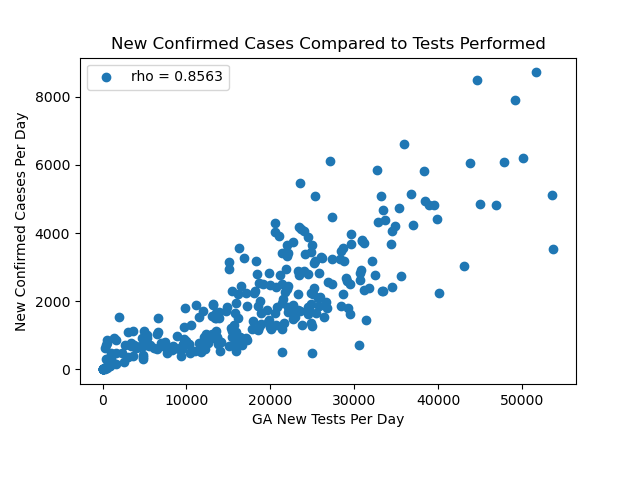 New Confirmed Cases Compared to Tests Performed
rho = 0.8563
New Confirmed Caeses Per Day
8000
6000
4000
2000
0
0 10000 20000 30000 40000 50000
GA New Tests Per Day